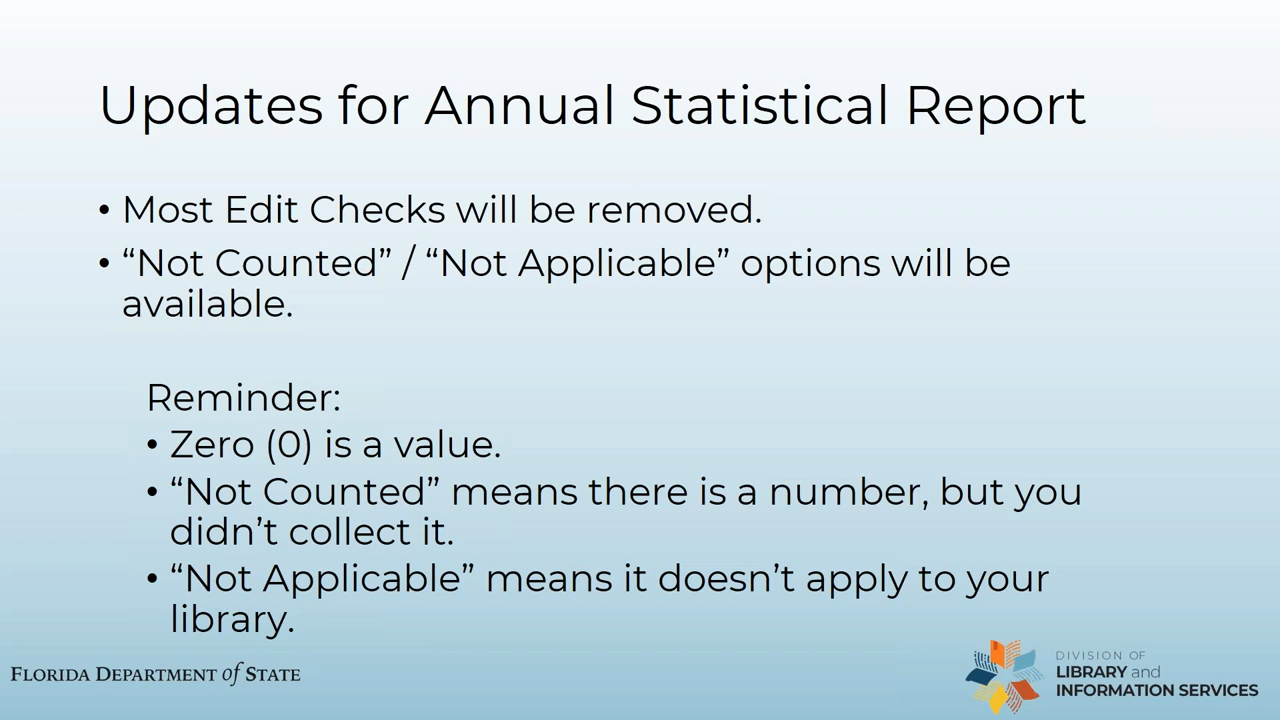 Updates for Annual Statistical Report
• Most Edit Checks will be removed.
• “Not Counted” / “Not Applicable” options will be
available.
Reminder:
• Zero (0) is a value.
• “Not Counted” means there is a number, but you
didn’t collect it.
• “Not Applicable” means it doesn’t apply to your
library.
FLORIDA DEPARTMENT of STATE
DIVISION OF
LIBRARY and
INFORMATION SERVICES